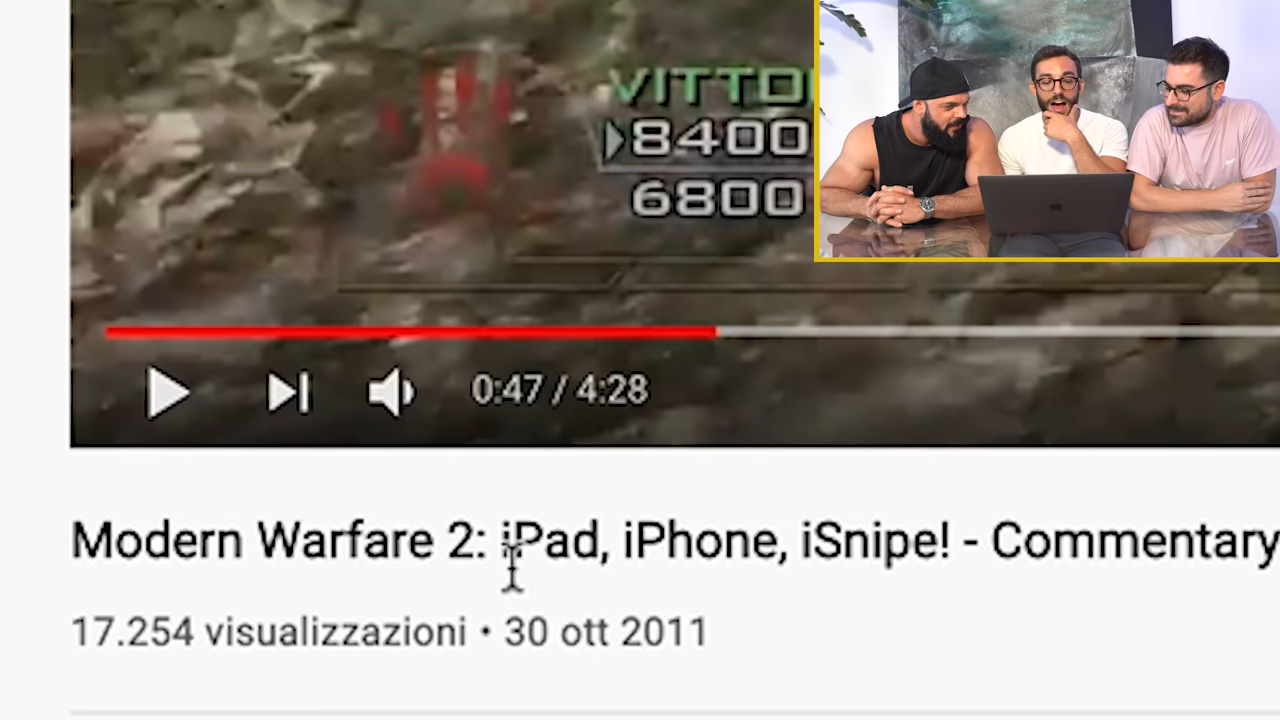 VITTO
8400
6800
0:47 / 4:28
Modern Warfare 2: iPad, iPhone, iSnipe! - Commentary
17.254 visualizzazioni • 30 ott 2011